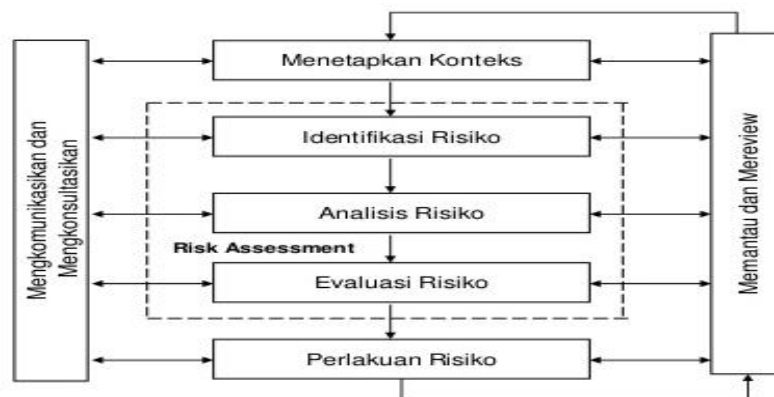 Menetapkan Konteks
Identifikasi Risiko
Analisis Risiko
Risk Assessment
Evaluasi Risiko
Perlakuan Risiko
Mengkomunikasikan dan
Mengkonsultasikan
Memantau dan Mereview